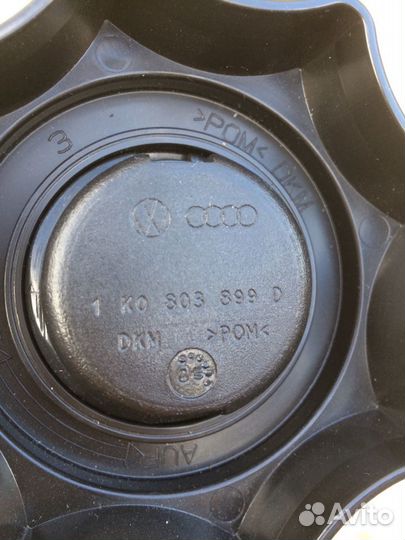 3
>POM< DKM
1 K0 803 899 D
DKM >POM<
AUF
Avito